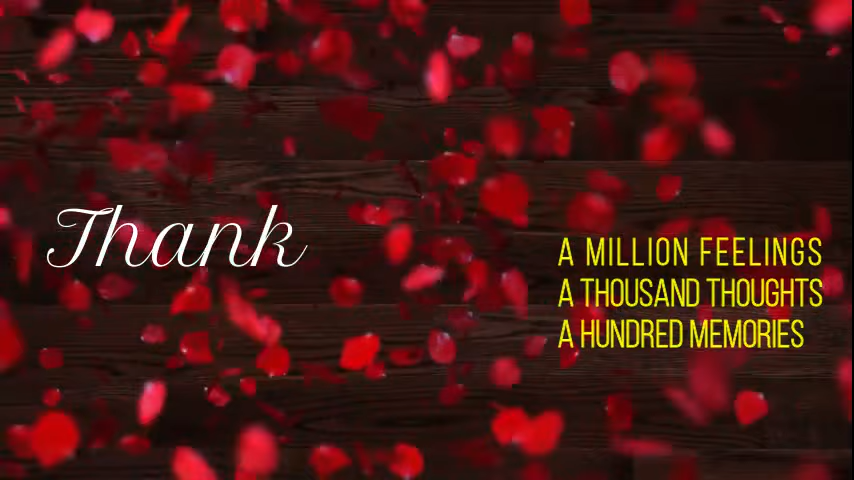 Thank
A MILLION FEELINGS
A THOUSAND THOUGHTS
A HUNDRED MEMORIES